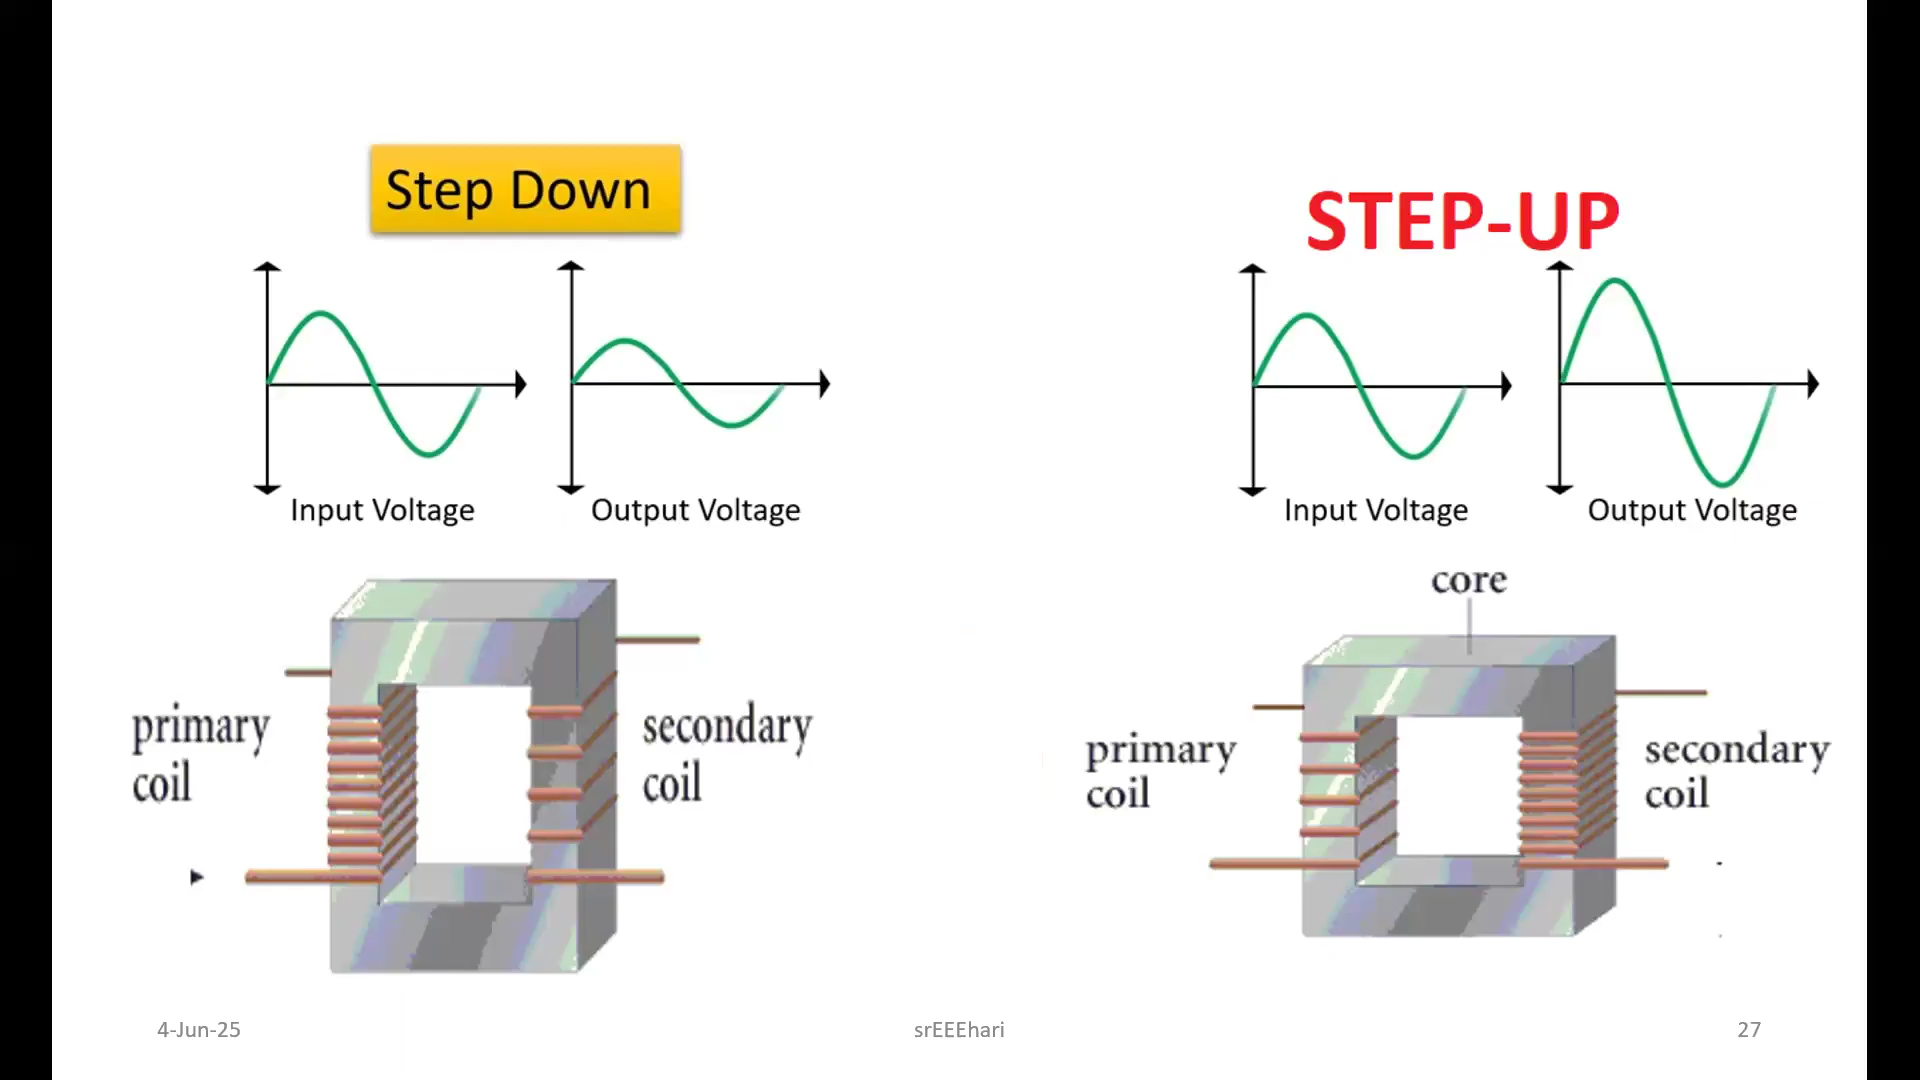 Step Down
Input Voltage
Output Voltage
primary
coil
secondary
coil
STEP-UP
Input Voltage
Output Voltage
core
primary
coil
secondary
coil
4-Jun-25
srEEEhari
27